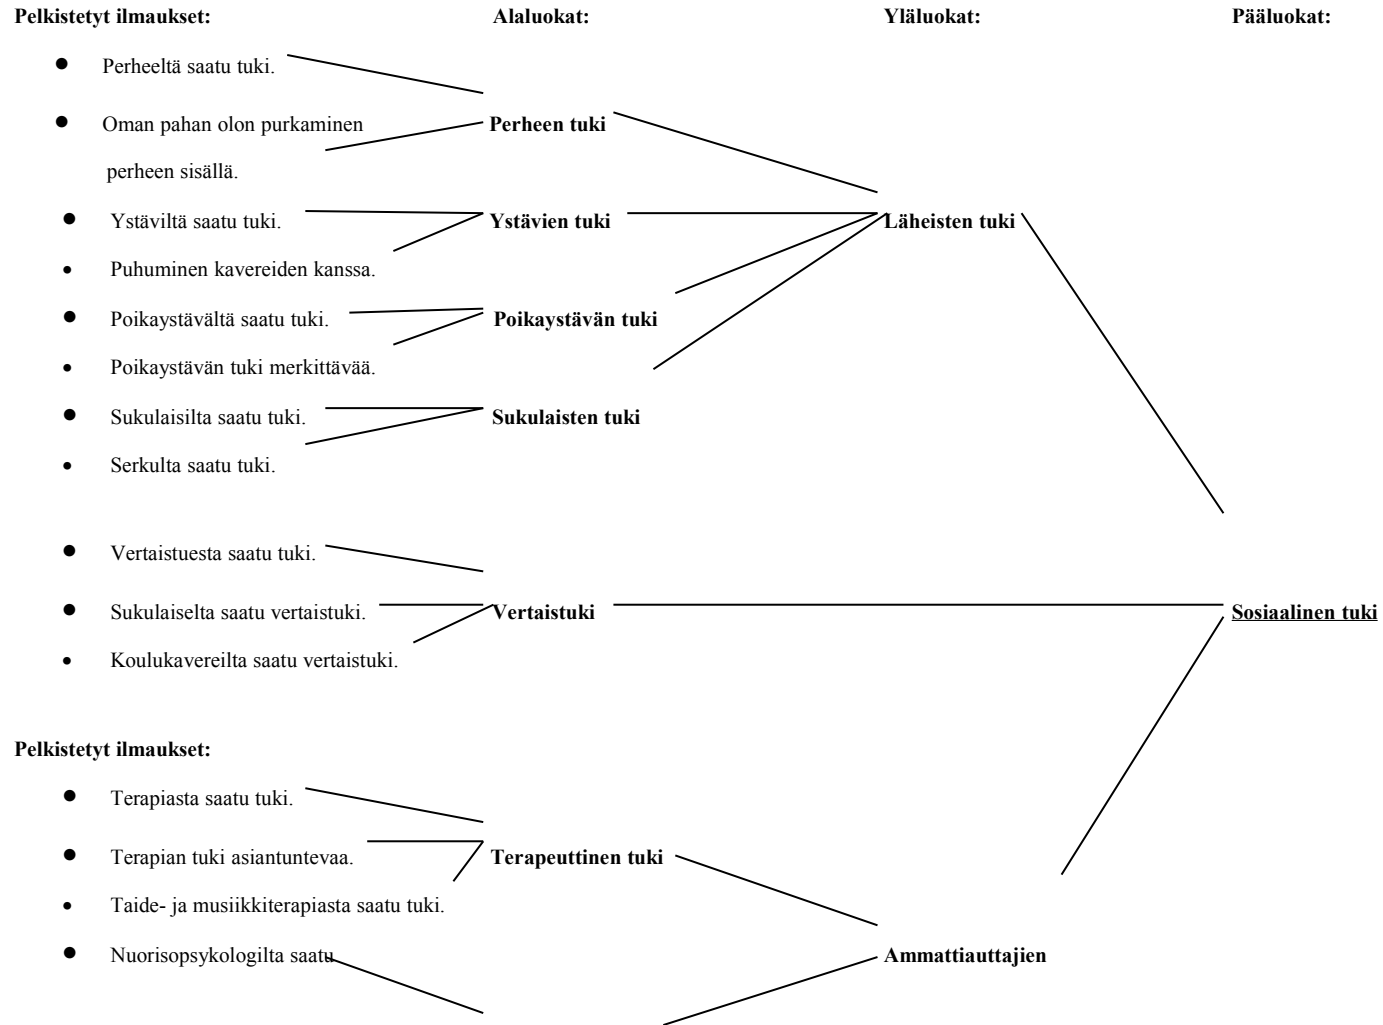 Pelkistetyt ilmaukset: Alaluokat: Yläluokat: Pääluokat:
Perheeltä saatu tuki.
Oman pahan olon purkaminen Perheen tuki
perheen sisällä.
Ystäviltä saatu tuki. Ystävien tuki Läheisten tuki
Puhuminen kavereiden kanssa.
Poikaystävältä saatu tuki. Poikaystävän tuki
Poikaystävän tuki merkittävää.
Sukulaisilta saatu tuki. Sukulaisten tuki
Serkulta saatu tuki.
Vertaistuesta saatu tuki.
Sukulaiselta saatu vertaistuki. Vertaistuki Sosiaalinen tuki
Koulukavereilta saatu vertaistuki.
Pelkistetyt ilmaukset:
Terapiasta saatu tuki.
Terapian tuki asiantuntevaa. Terapeuttinen tuki
Taide- ja musiikkiterapiasta saatu tuki.
Nuorisopsykologilta saatu Ammattiauttajien